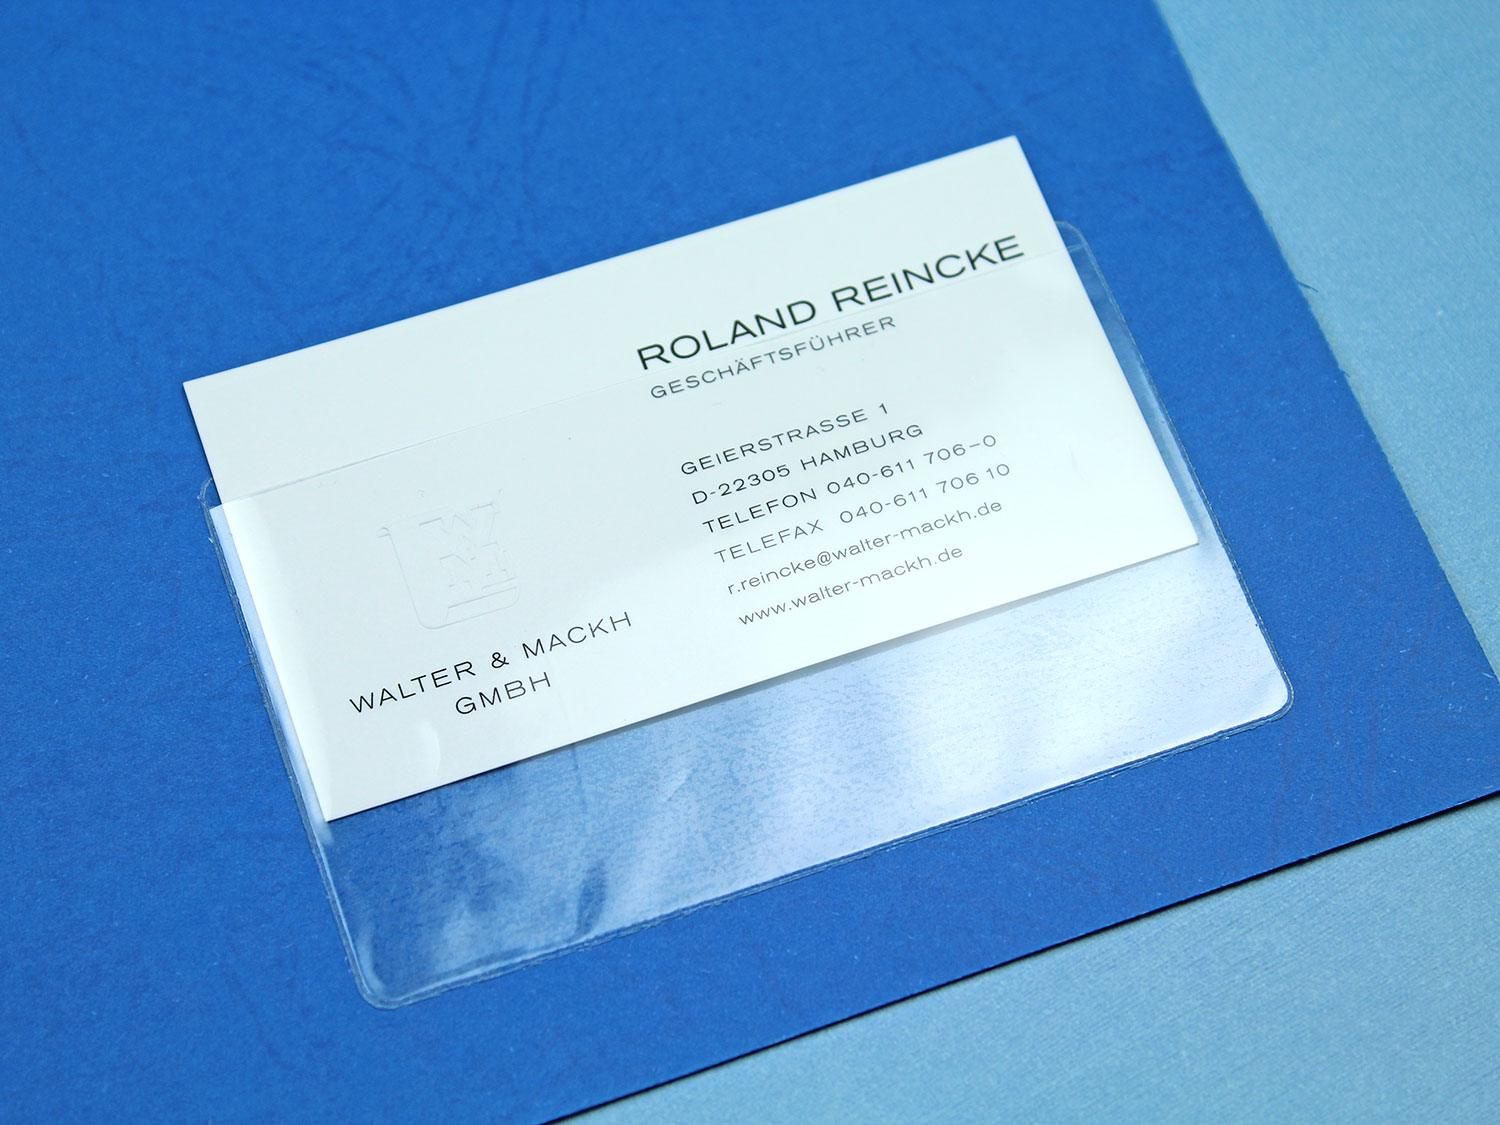 ROLAND REINCKE
GESCHÄFTSFÜHRER
GEIERSTRASSE 1
D-22305 HAMBURG
TELEFON 040-611 706-0
TELEFAX 040-611 706 10
r.reincke@walter-mackh.de
www.walter-mackh.de
WM
WALTER & MACKH
GMBH